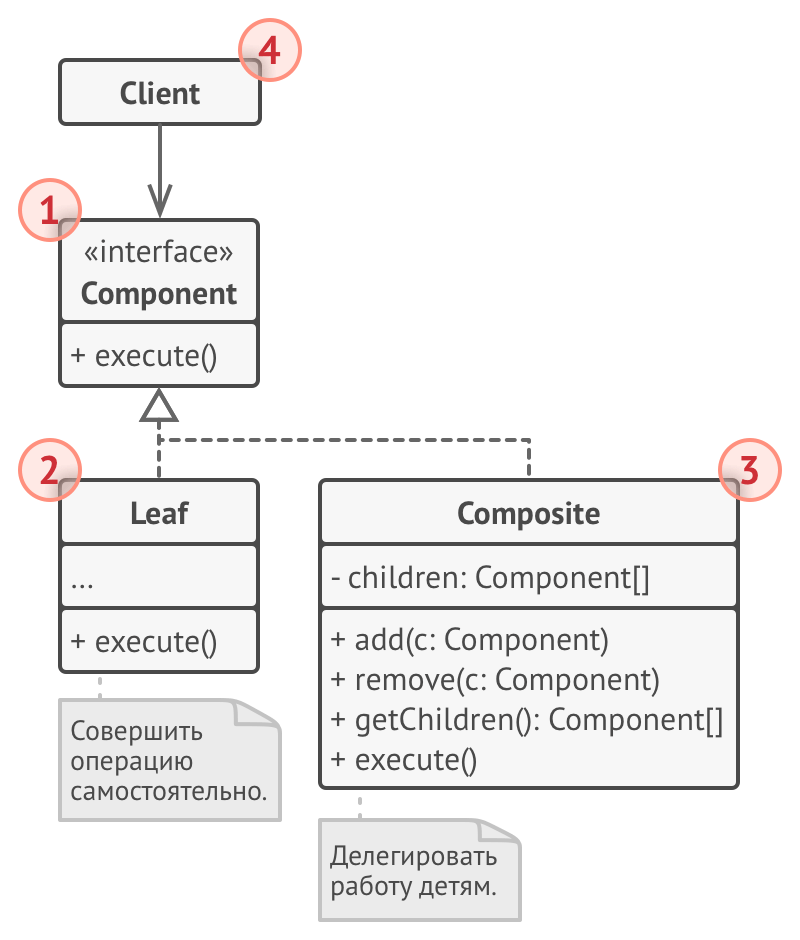 4
Client
1
«interface»
Component
+ execute()
2
Leaf
...
+ execute()
Совершить
операцию
самостоятельно.
3
Composite
- children: Component[]
+ add(c: Component)
+ remove(c: Component)
+ getChildren(): Component[]
+ execute()
Делегировать
работу детям.